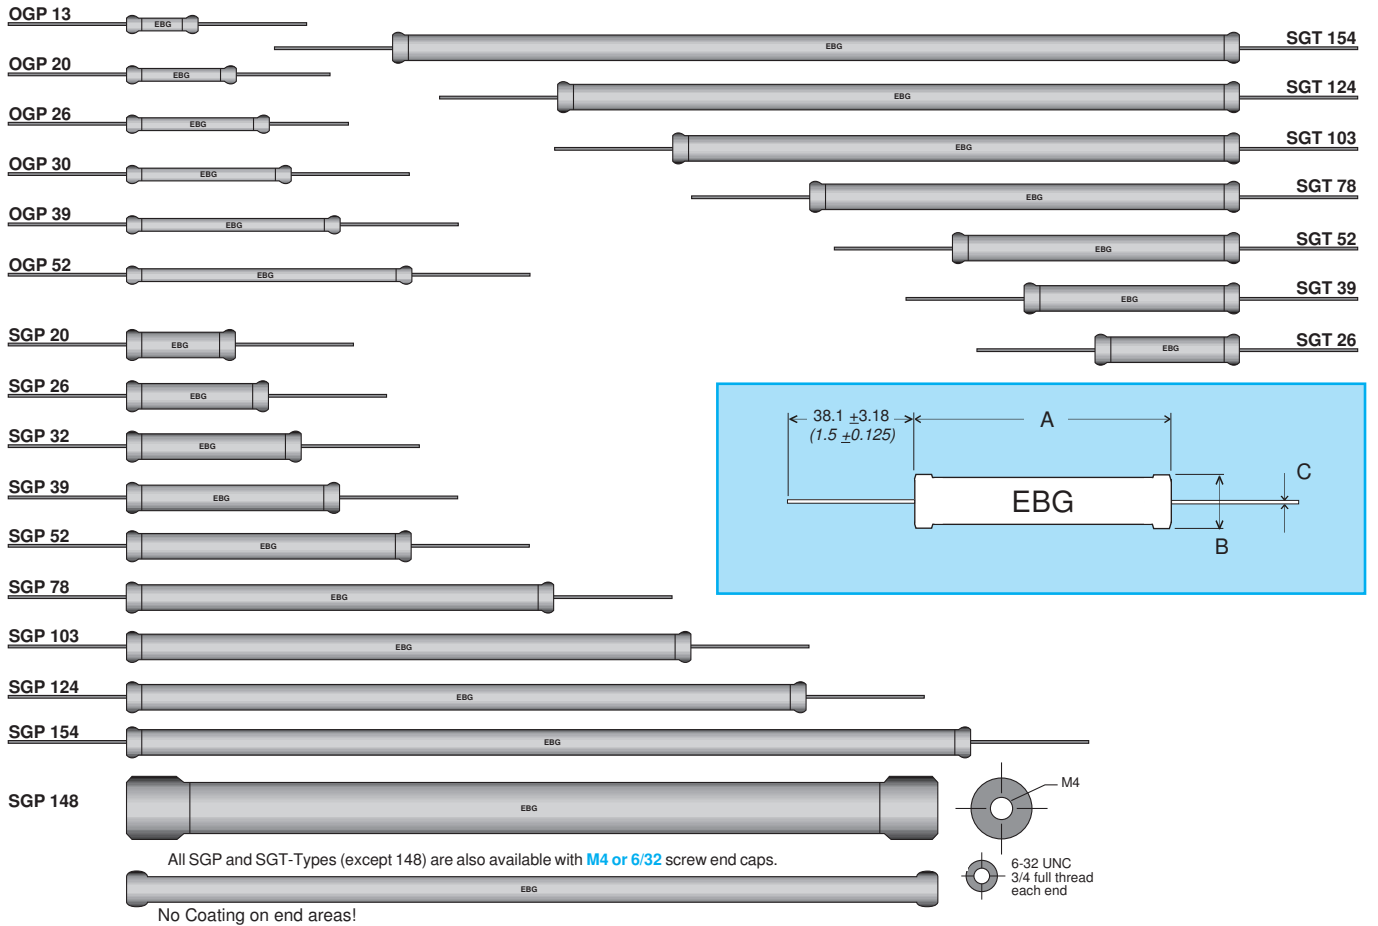 OGP 13
EBG
OGP 20
EBG
OGP 26
EBG
OGP 30
EBG
OGP 39
EBG
OGP 52
EBG
SGP 20
EBG
SGP 26
EBG
SGP 32
EBG
SGP 39
EBG
SGP 52
EBG
SGP 78
EBG
SGP 103
EBG
SGP 124
EBG
SGP 154
EBG
SGP 148
EBG
EBG
SGT 154
EBG
SGT 124
EBG
SGT 103
EBG
SGT 78
EBG
SGT 52
EBG
SGT 39
EBG
SGT 26
38.1 ±3.18
(1.5 ±0.125)
A
C
EBG
B
M4
All SGP and SGT-Types (except 148) are also available with M4 or 6/32 screw end caps.
6-32 UNC
3/4 full thread
each end
EBG
No Coating on end areas!